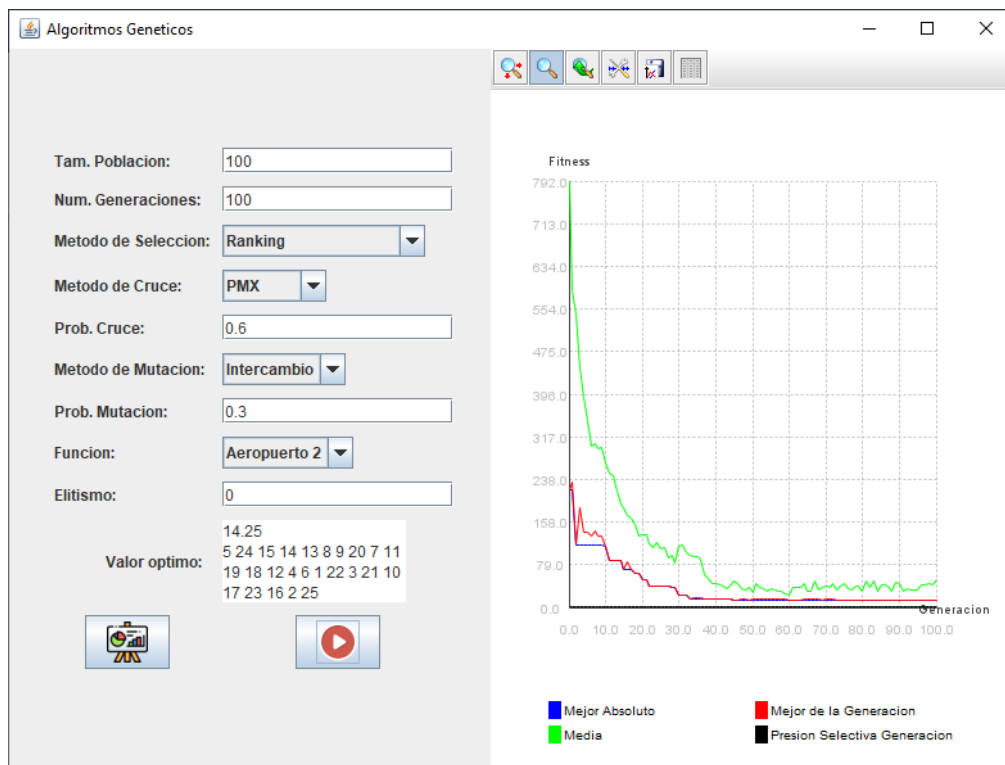 Algoritmos Geneticos
Tam. Poblacion: 100
Num. Generaciones: 100
Metodo de Seleccion: Ranking
Metodo de Cruce: PMX
Prob. Cruce: 0.6
Metodo de Mutacion: Intercambio
Prob. Mutacion: 0.3
Funcion: Aeropuerto 2
Elitismo: 0
Valor optimo:
14.25
5 24 15 14 13 8 9 20 7 11
19 18 12 4 6 1 22 3 21 10
17 23 16 2 25
Fitness
792.0
713.0
634.0
554.0
475.0
396.0
317.0
238.0
158.0
79.0
0.0
Generacion
0.0 10.0 20.0 30.0 40.0 50.0 60.0 70.0 80.0 90.0 100.0
Mejor Absoluto
Mejor de la Generacion
Media
Presion Selectiva Generacion